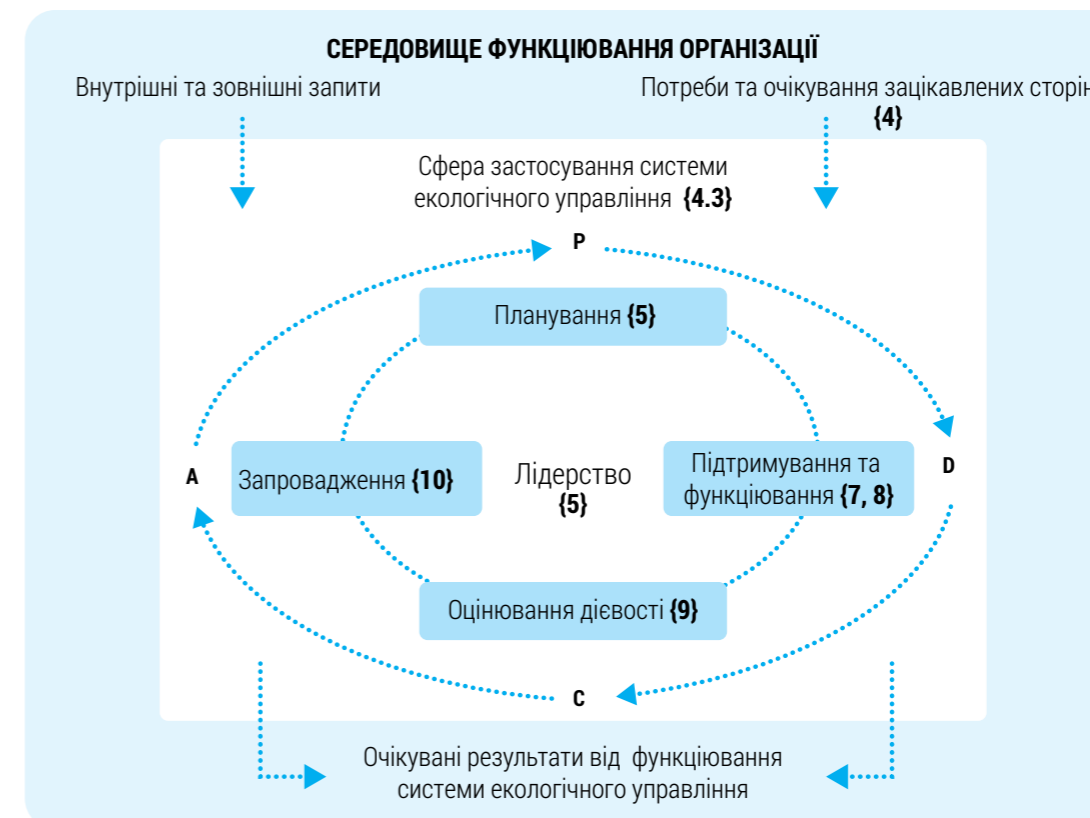 СЕРЕДОВИЩЕ ФУНКЦІЮВАННЯ ОРГАНІЗАЦІЇ
Внутрішні та зовнішні запити
Потреби та очікування зацікавлених сторін
{4}
Сфера застосування системи
екологічного управління {4.3}
P
Планування {5}
A
Запровадження {10}
Лідерство
{5}
Підтримування та
функціювання {7, 8}
D
Оцінювання дієвості {9}
C
Очікувані результати від функціювання
системи екологічного управління